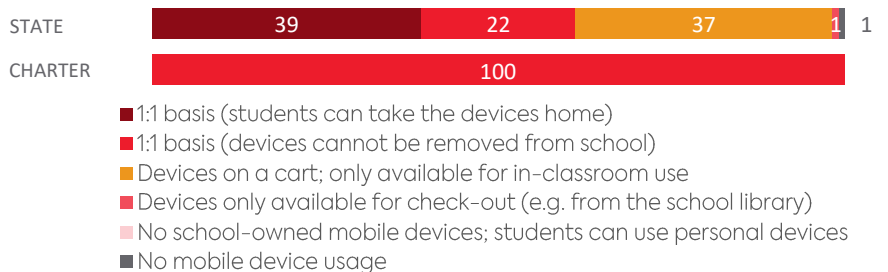 STATE 39 22 37 1 1
CHARTER 100
1:1 basis (students can take the devices home)
1:1 basis (devices cannot be removed from school)
Devices on a cart; only available for in-classroom use
Devices only available for check-out (e.g. from the school library)
No school-owned mobile devices; students can use personal devices
No mobile device usage